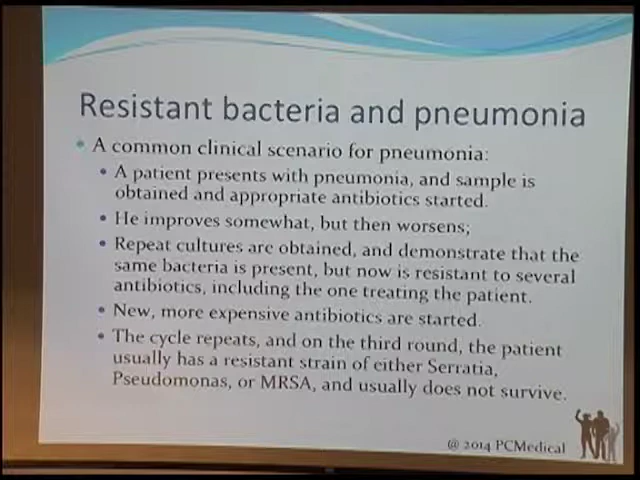 Resistant bacteria and pneumonia
• A common clinical scenario for pneumonia:
• A patient presents with pneumonia, and sample is
obtained and appropriate antibiotics started.
• He improves somewhat, but then worsens;
• Repeat cultures are obtained, and demonstrate that the
same bacteria is present, but now is resistant to several
antibiotics, including the one treating the patient.
• New, more expensive antibiotics are started.
• The cycle repeats, and on the third round, the patient
usually has a resistant strain of either Serratia,
Pseudomonas, or MRSA, and usually does not survive.
@ 2014 PCMedical